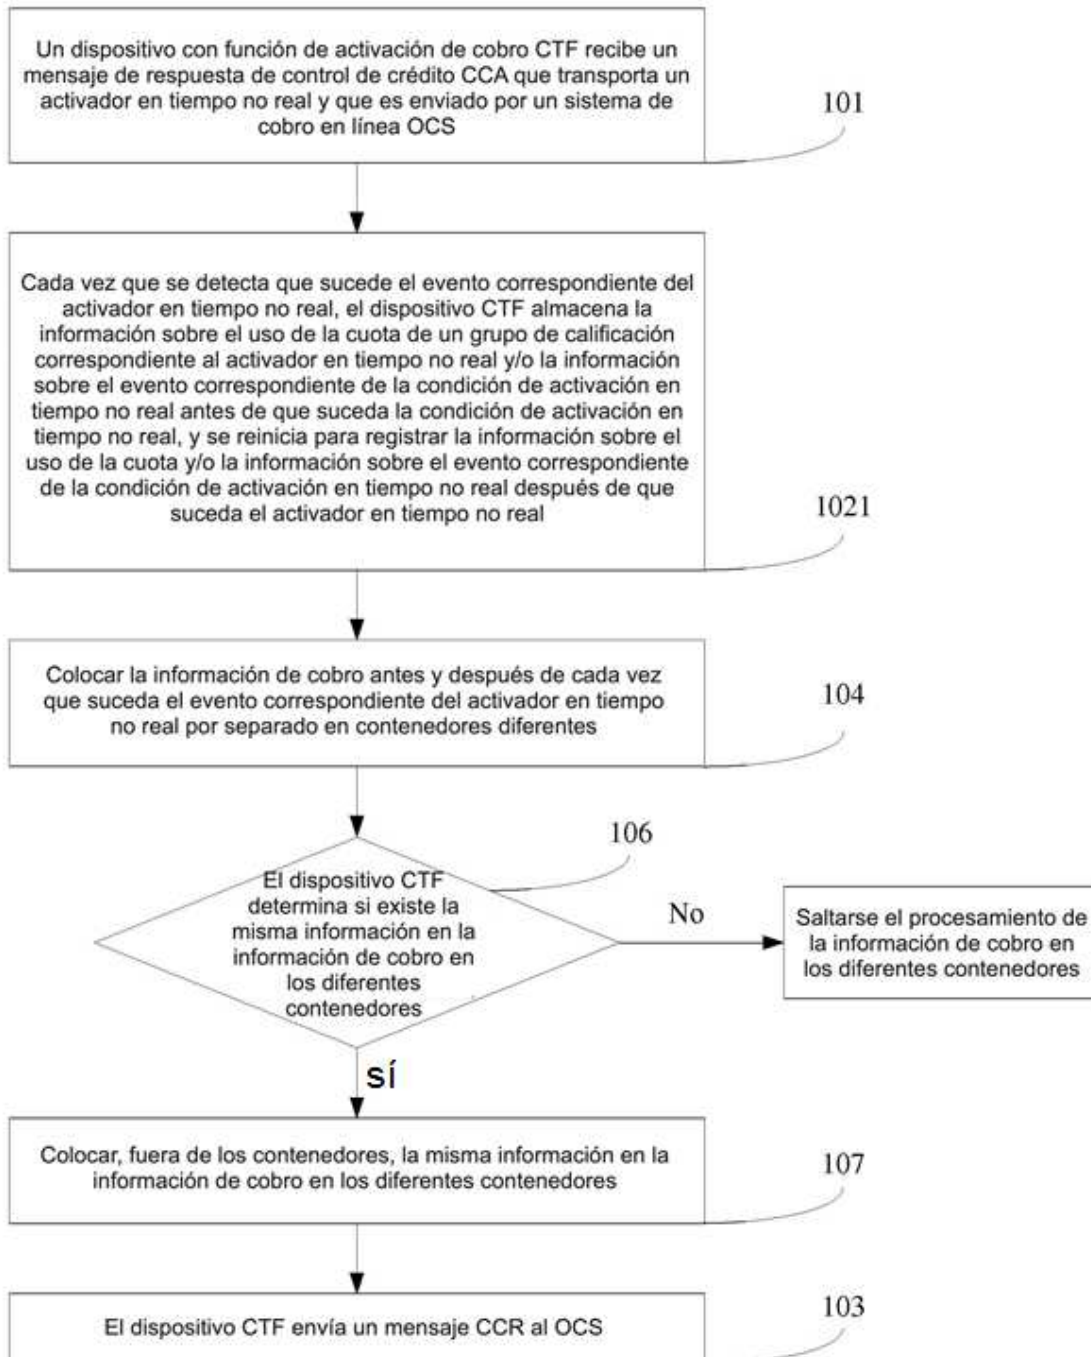 Un dispositivo con función de activación de cobro CTF recibe un
mensaje de respuesta de control de crédito CCA que transporta un
activador en tiempo no real y que es enviado por un sistema de
cobro en línea OCS
101
Cada vez que se detecta que sucede el evento correspondiente del
activador en tiempo no real, el dispositivo CTF almacena la
información sobre el uso de la cuota de un grupo de calificación
correspondiente al activador en tiempo no real y/o la información
sobre el evento correspondiente de la condición de activación en
tiempo no real antes de que suceda la condición de activación en
tiempo no real, y se reinicia para registrar la información sobre el
uso de la cuota y/o la información sobre el evento correspondiente
de la condición de activación en tiempo no real después de que
suceda el activador en tiempo no real
1021
Colocar la información de cobro antes y después de cada vez
que suceda el evento correspondiente del activador en tiempo
no real por separado en contenedores diferentes
104
106
El dispositivo CTF
determina si existe la
misma información en la
información de cobro en
los diferentes
contenedores
No
Saltarse el procesamiento de
la información de cobro en
los diferentes contenedores
SÍ
Colocar, fuera de los contenedores, la misma información en la
información de cobro en los diferentes contenedores
107
El dispositivo CTF envía un mensaje CCR al OCS
103